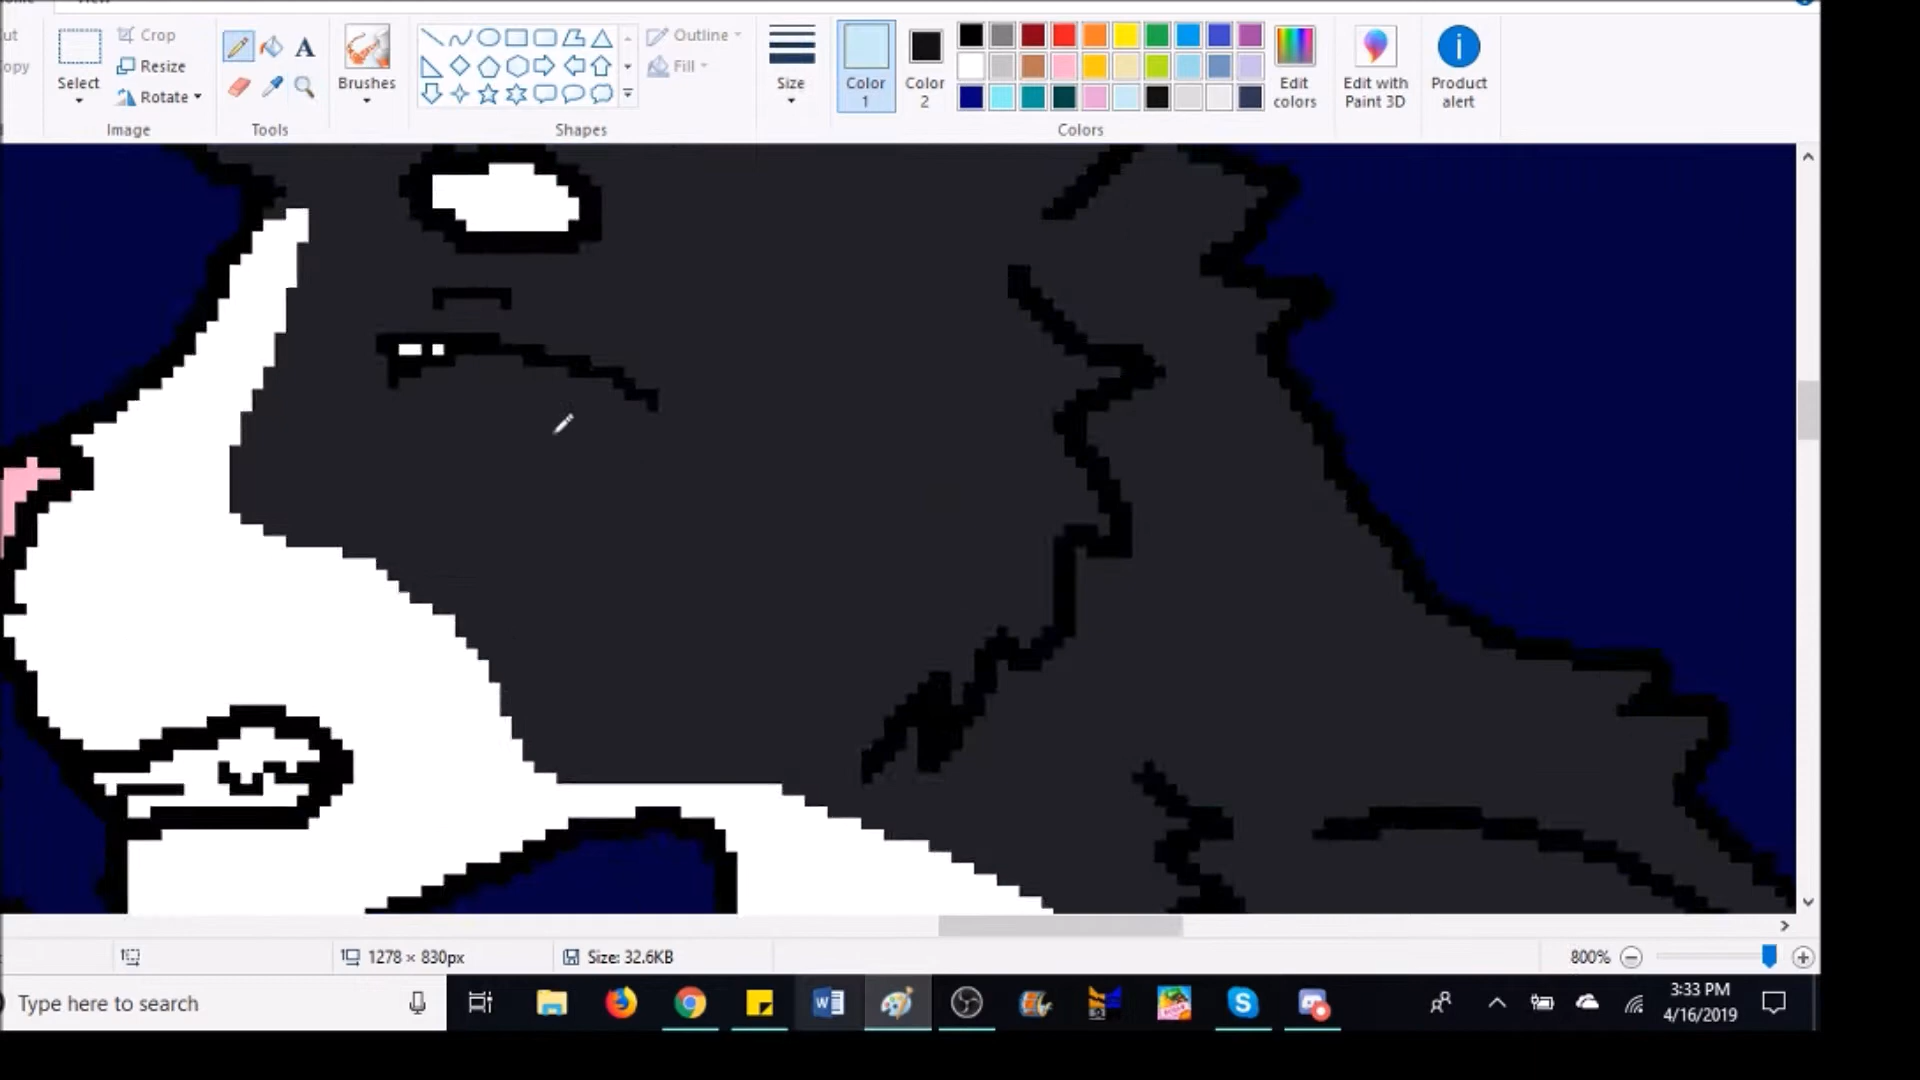 Crop
Resize
Select
Rotate
Image
A
Tools
Brushes
Shapes
Outline
Fill
Size
Color
1
Color
2
Edit
colors
Colors
Edit with
Paint 3D
Product
alert
1278 × 830px
Size: 32.6KB
800%
Type here to search
3:33 PM
4/16/2019